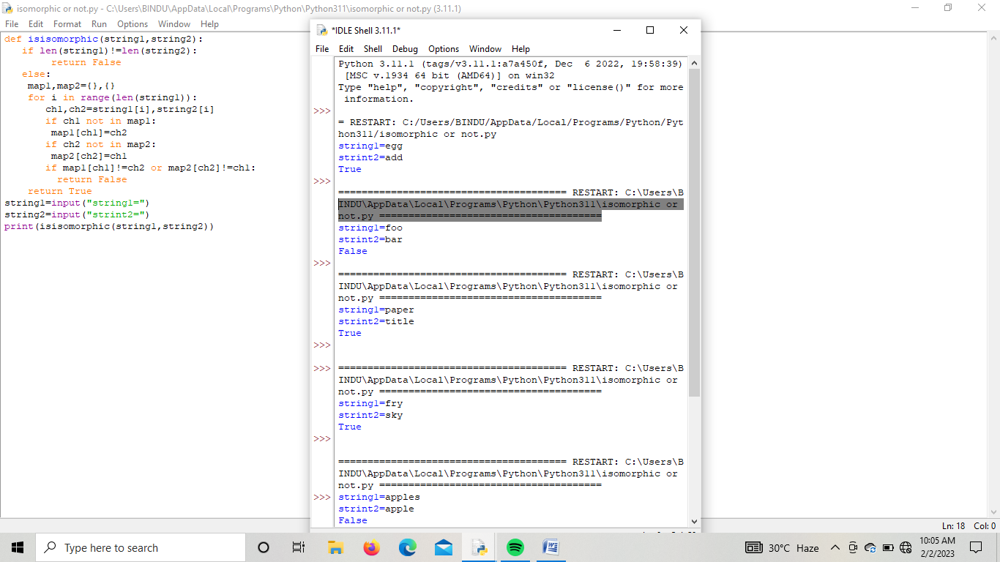 isomorphic or not.py - C:\Users\BINDU\AppData\Local\Programs\Python\Python311\isomorphic or not.py (3.11.1)
File Edit Format Run Options Window Help
def isisomorphic(string1,string2):
   if len(string1)!=len(string2):
        return False
   else:
    map1,map2={},{}
    for i in range(len(string1)):
       ch1,ch2=string1[i],string2[i]
       if ch1 not in map1:
        map1[ch1]=ch2
       if ch2 not in map2:
        map2[ch2]=ch1
       if map1[ch1]!=ch2 or map2[ch2]!=ch1:
         return False
    return True
string1=input("string1=")
string2=input("strint2=")
print(isisomorphic(string1,string2))
*IDLE Shell 3.11.1*
File Edit Shell Debug Options Window Help
Python 3.11.1 (tags/v3.11.1:a7a450f, Dec  6 2022, 19:58:39)
 [MSC v.1934 64 bit (AMD64)] on win32
Type "help", "copyright", "credits" or "license()" for more
 information.
>>>
= RESTART: C:/Users/BINDU/AppData/Local/Programs/Python/Pyt
hon311/isomorphic or not.py
string1=egg
strint2=add
True
>>>
======================================= RESTART: C:\Users\B
INDU\AppData\Local\Programs\Python\Python311\isomorphic or
not.py ======================================
string1=foo
strint2=bar
False
>>>
======================================= RESTART: C:\Users\B
INDU\AppData\Local\Programs\Python\Python311\isomorphic or
not.py ======================================
string1=paper
strint2=title
True
>>>
>>> ======================================= RESTART: C:\Users\B
INDU\AppData\Local\Programs\Python\Python311\isomorphic or
not.py ======================================
string1=fry
strint2=sky
True
>>>
======================================= RESTART: C:\Users\B
INDU\AppData\Local\Programs\Python\Python311\isomorphic or
not.py ======================================
>>> string1=apples
strint2=apple
False
Ln: 18 Col: 0
Type here to search
30°C Haze
10:05 AM
2/2/2023